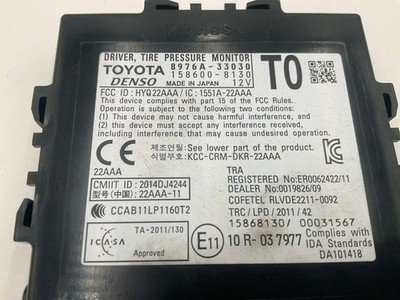 DRIVER, TIRE PRESSURE MONITOR
TOYOTA 8976A-33030
DENSO 158600-8130
MADE IN JAPAN 12V
TO
FCC ID : HYQ22AAA / IC : 1551A-22AAA
This device complies with part 15 of the FCC Rules.
Operation is subject to the following two conditions:
(1) This device may not cause harmful interference, and
(2) this device must accept any interference received,
including interference that may cause undesired operation.
CE
22AAA
제조연월: See lower part of product.
식별부호: KCC-CRM-DKR-22AAA
CMIIT ID: 2014DJ4244
型号(中国): 22AAA-11
CCAB11LP1160T2
TRA
REGISTERED No:ER0062422/11
DEALER No:0019826/09
COFETEL RLVDE2211-0092
TRC / LPD / 2011 / 42
15868130/ 00031567
ICASA
TA-2011/130
E11 10 R-03 7977
Complies with
IDA Standards
DA101418